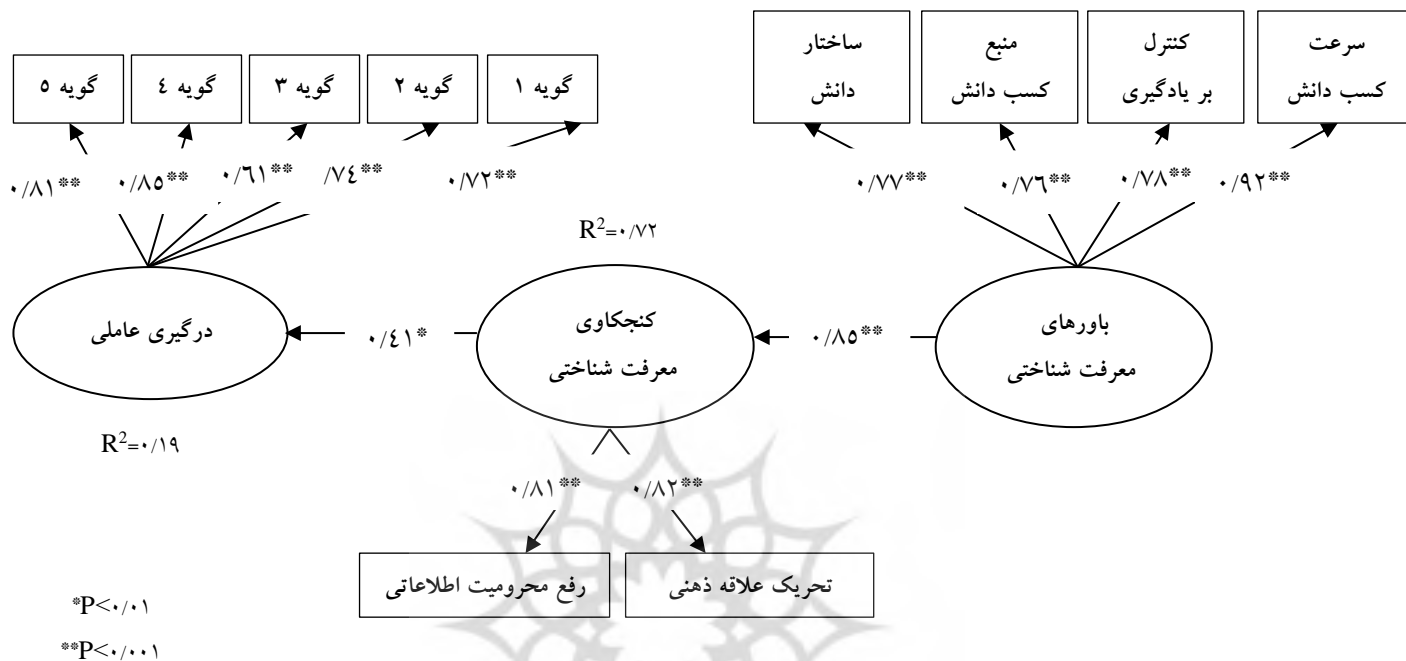 سرعت
کسب دانش
کنترل
بر یادگیری
منبع
کسب دانش
ساختار
دانش
گویه ۱
گویه ۲
گویه ۳
گویه ٤
گویه ٥
۰/۹۲**
۰/۷۸**
۰/۷٦**
۰/۷۷**
۰/۷۲**
/۷٤**
۰/٦۱**
۰/۸٥**
۰/۸۱**
R²=۰/۷۲
باورهای
معرفت شناختی
۰/۸٥**
کنجکاوی
معرفت شناختی
۰/٤۱*
درگیری عاملی
R²=۰/۱۹
۰/۸۲**
۰/۸۱**
تحریک علاقه ذهنی
رفع محرومیت اطلاعاتی
*P<۰/۰۱
**P<۰/۰۰۱